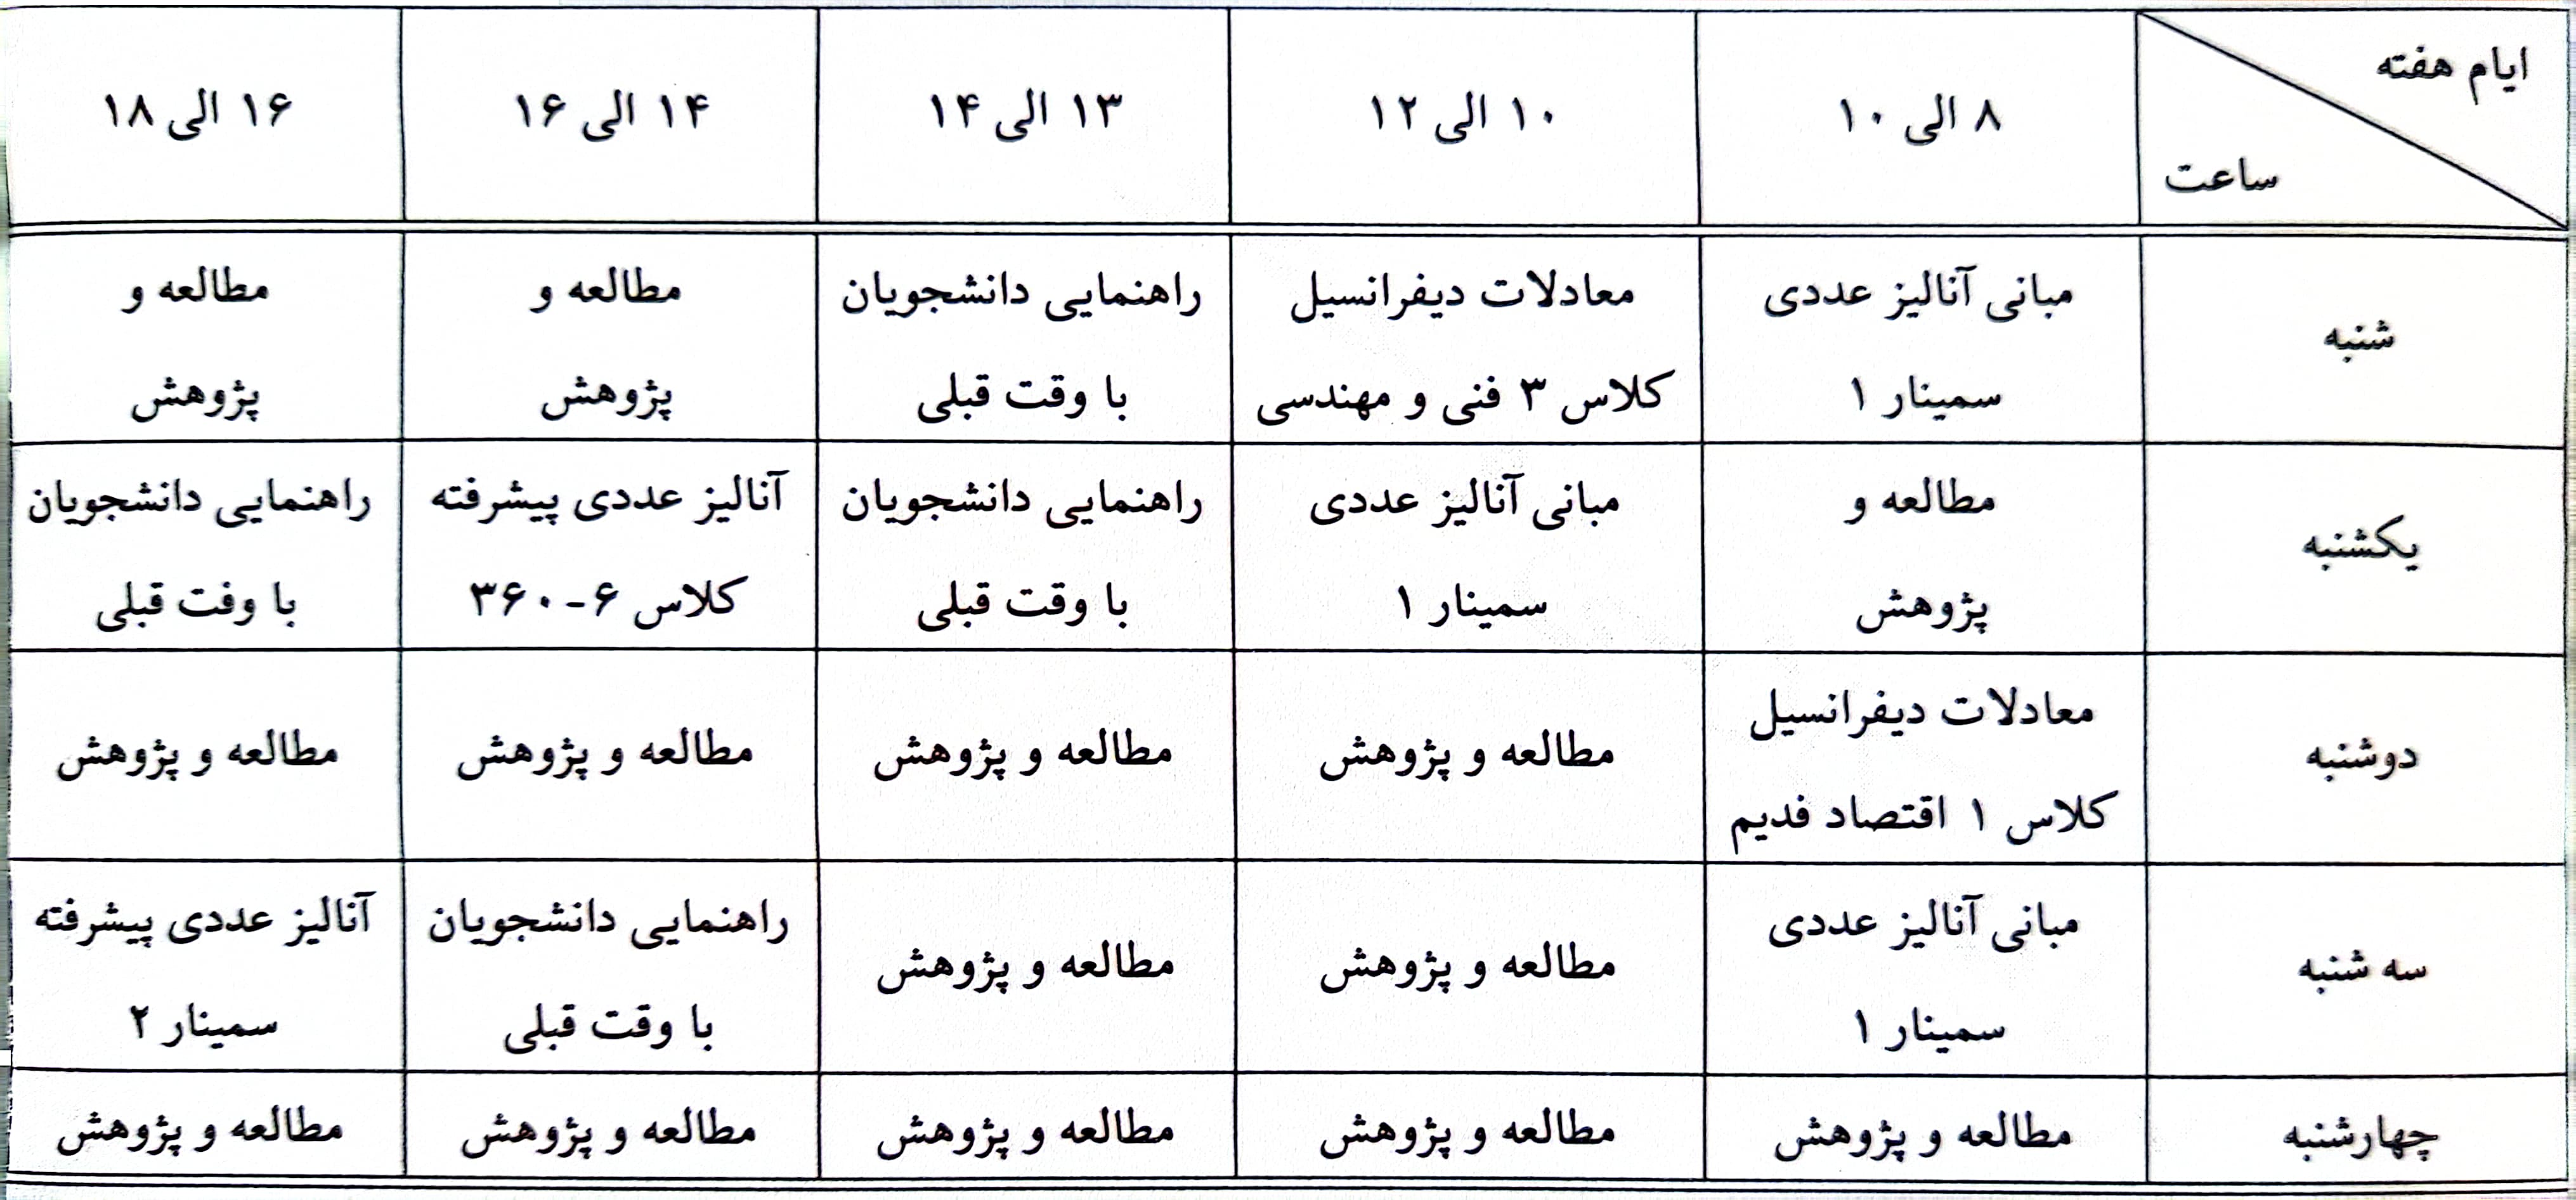 ایام هفته
ساعت
۸ الی ۱۰
۱۰ الی ۱۲
۱۳ الی ۱۴
۱۴ الی ۱۶
۱۶ الی ۱۸
شنبه
مبانی آنالیز عددی
سمینار ۱
معادلات دیفرانسیل
کلاس ۳ فنی و مهندسی
راهنمایی دانشجویان
با وقت قبلی
مطالعه و
پژوهش
مطالعه و
پژوهش
یکشنبه
مطالعه و
پژوهش
مبانی آنالیز عددی
سمینار ۱
راهنمایی دانشجویان
با وقت قبلی
آنالیز عددی پیشرفته
کلاس ۶-۳۶۰
راهنمایی دانشجویان
با وفت قبلی
دوشنبه
معادلات دیفرانسیل
کلاس ۱ اقتصاد فدیم
مطالعه و پژوهش
مطالعه و پژوهش
مطالعه و پژوهش
مطالعه و پژوهش
سه شنبه
مبانی آنالیز عددی
سمینار ۱
مطالعه و پژوهش
مطالعه و پژوهش
راهنمایی دانشجویان
با وقت قبلی
آنالیز عددی پیشرفته
سمینار ۲
چهارشنبه
مطالعه و پژوهش
مطالعه و پژوهش
مطالعه و پژوهش
مطالعه و پژوهش
مطالعه و پژوهش